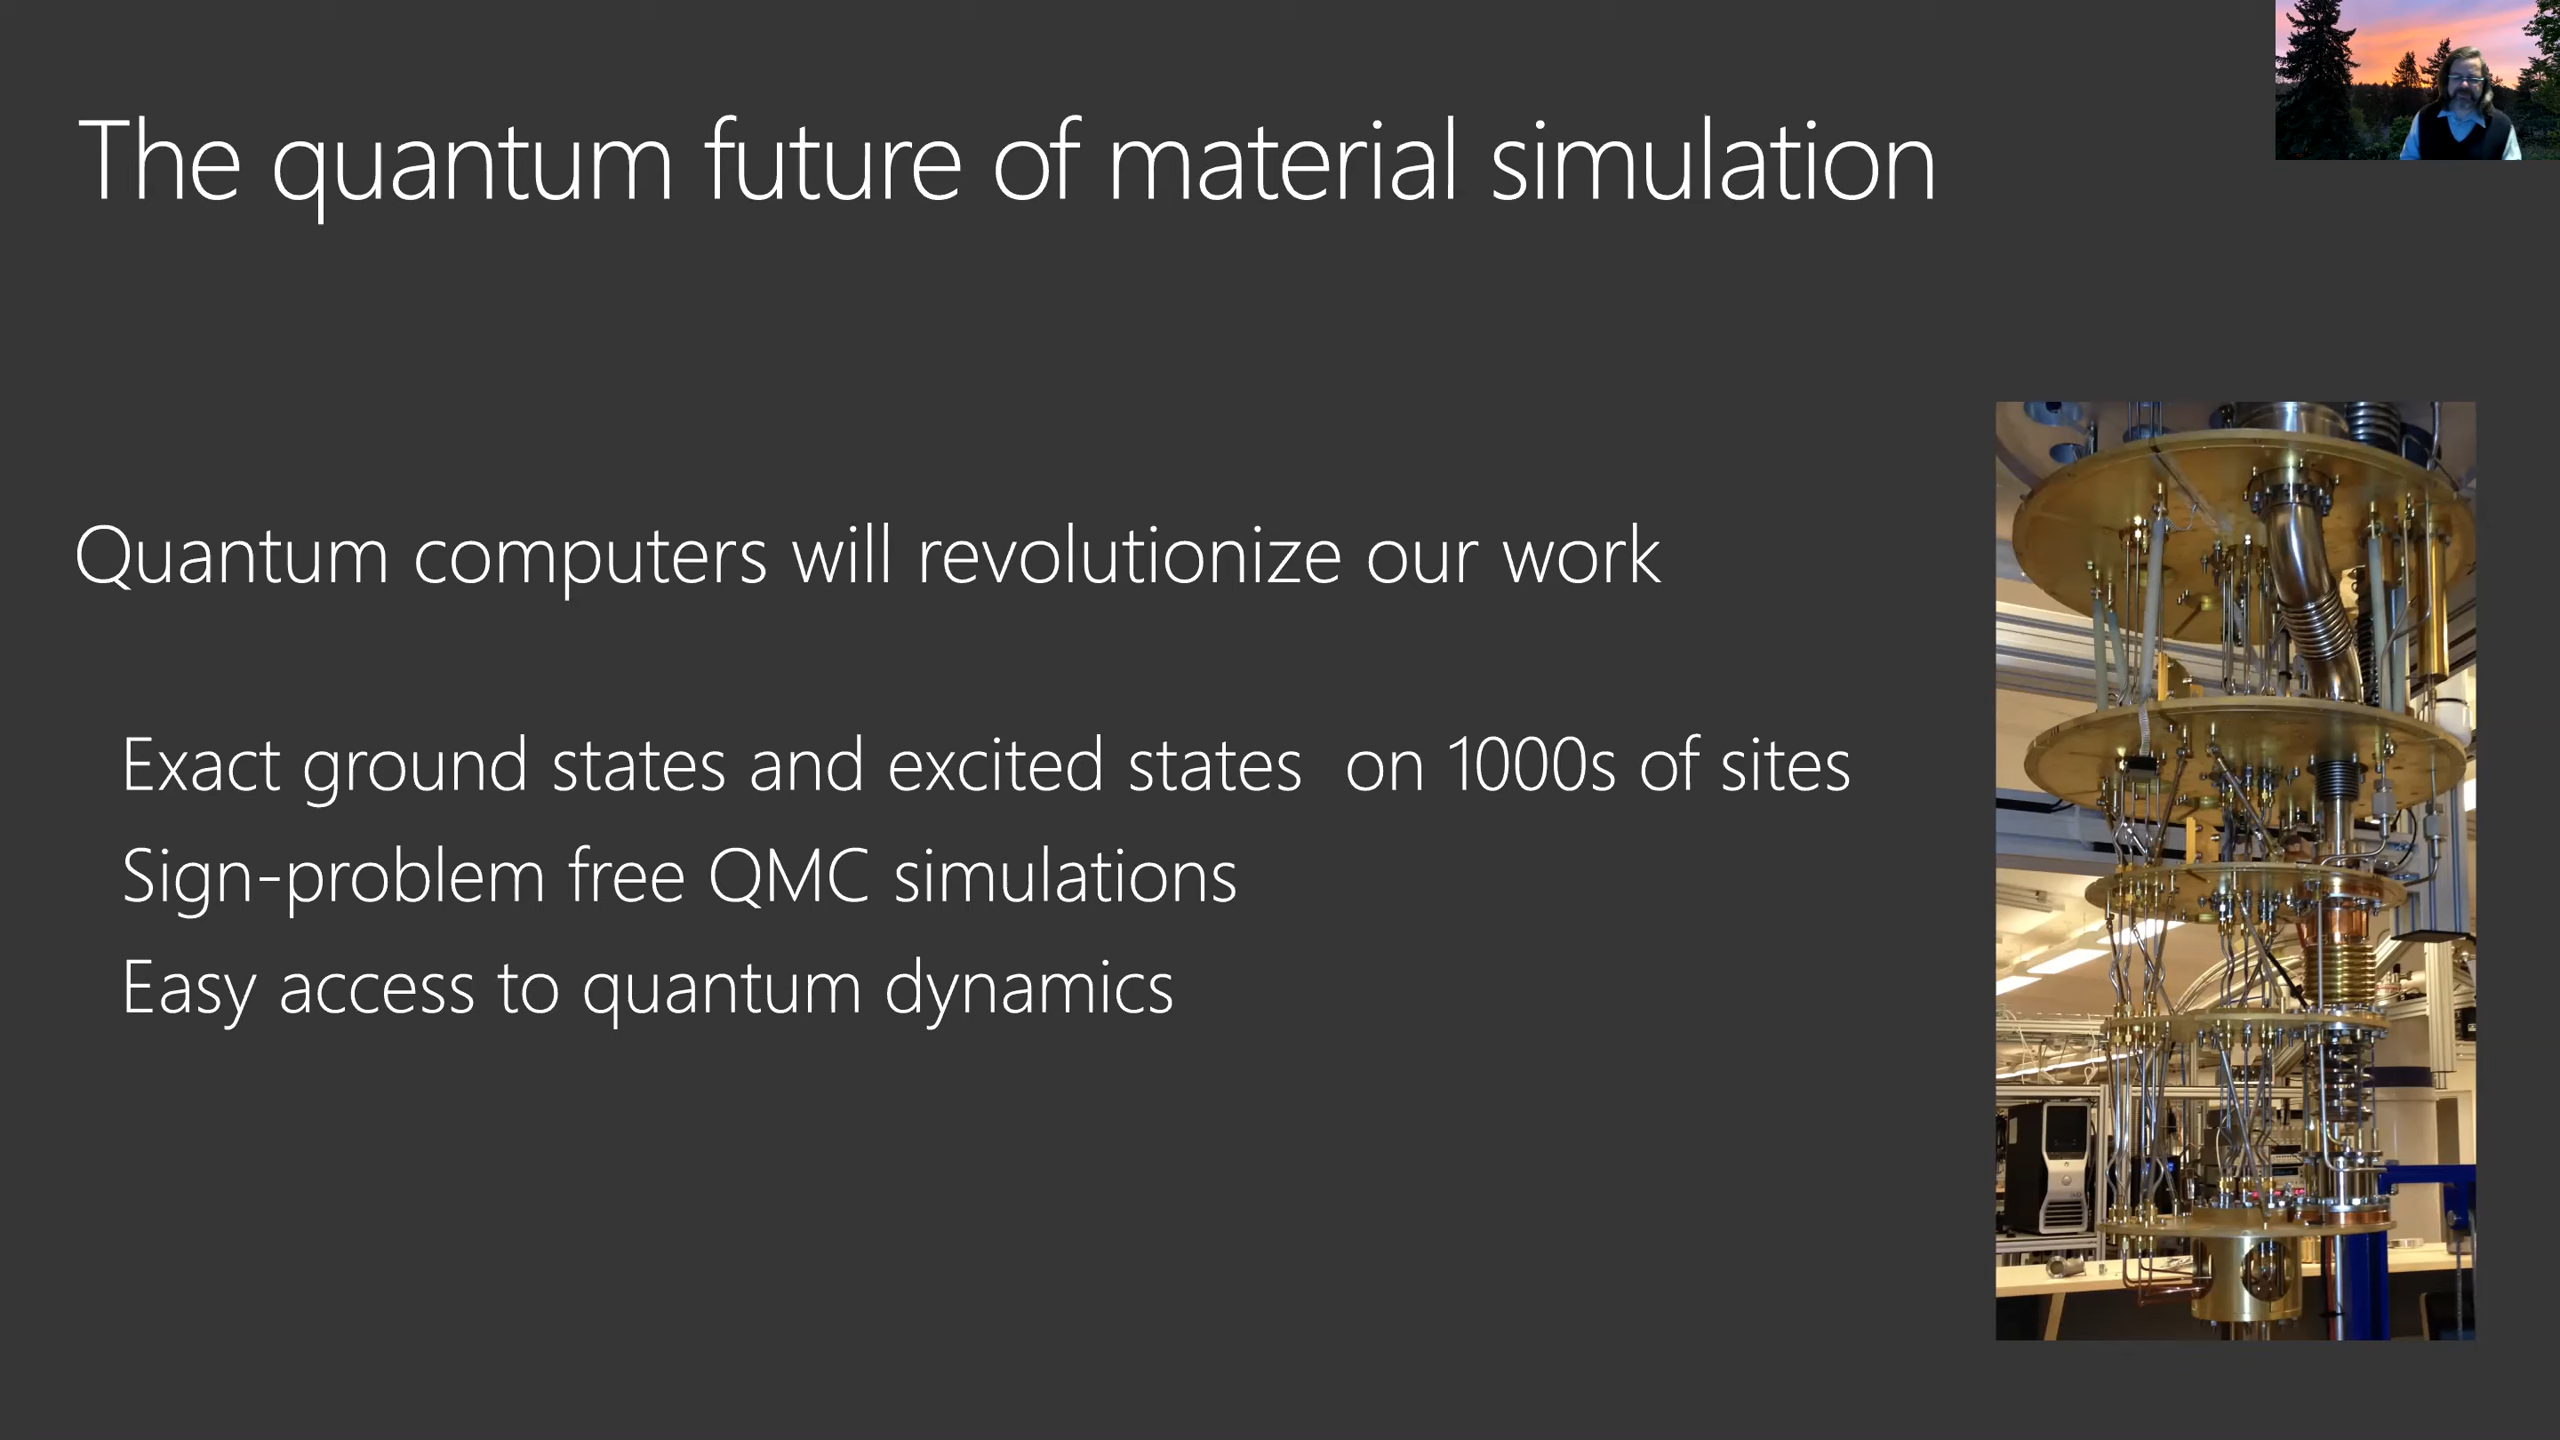 The quantum future of material simulation
Quantum computers will revolutionize our work
Exact ground states and excited states on 1000s of sites
Sign-problem free QMC simulations
Easy access to quantum dynamics